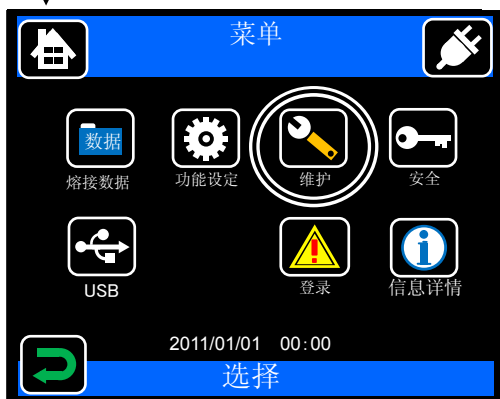 菜单
数据
熔接数据
功能设定
维护
安全
USB
登录
信息详情
2011/01/01 00:00
选择